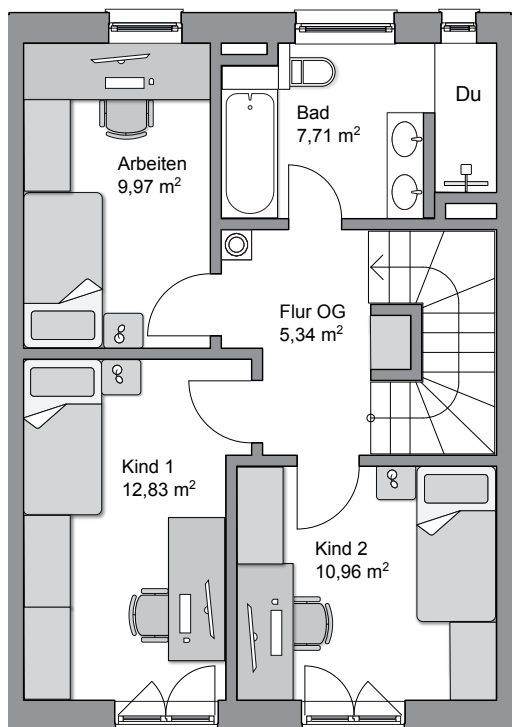 Bad
7,71 m²
Du
Arbeiten
9,97 m²
Flur OG
5,34 m²
Kind 1
12,83 m²
Kind 2
10,96 m²